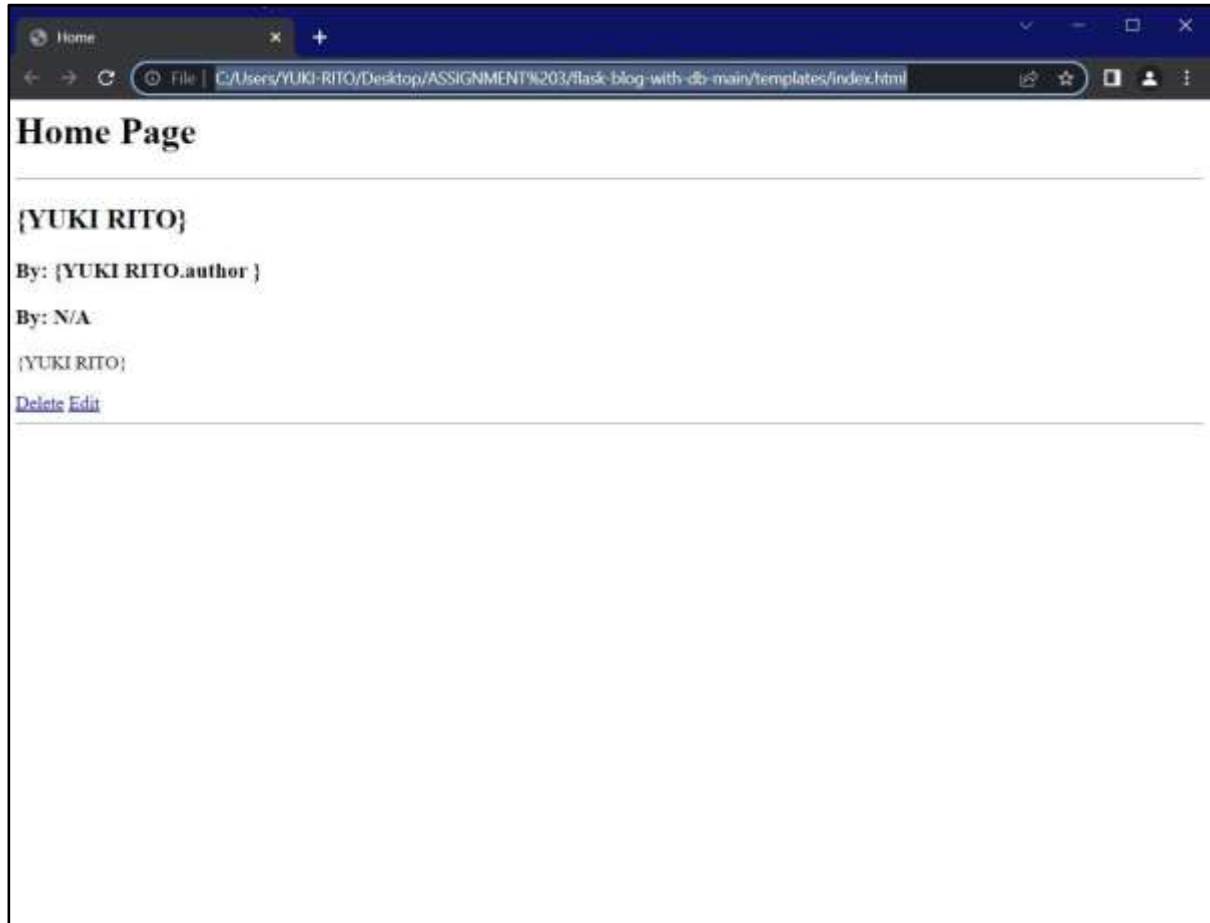 Home
File | C:/Users/YUKI-RITO/Desktop/ASSIGNMENT%203/flask-blog-with-db-main/templates/index.html
Home Page
{YUKI RITO}
By: {YUKI RITO.author }
By: N/A
{YUKI RITO}
Delete Edit